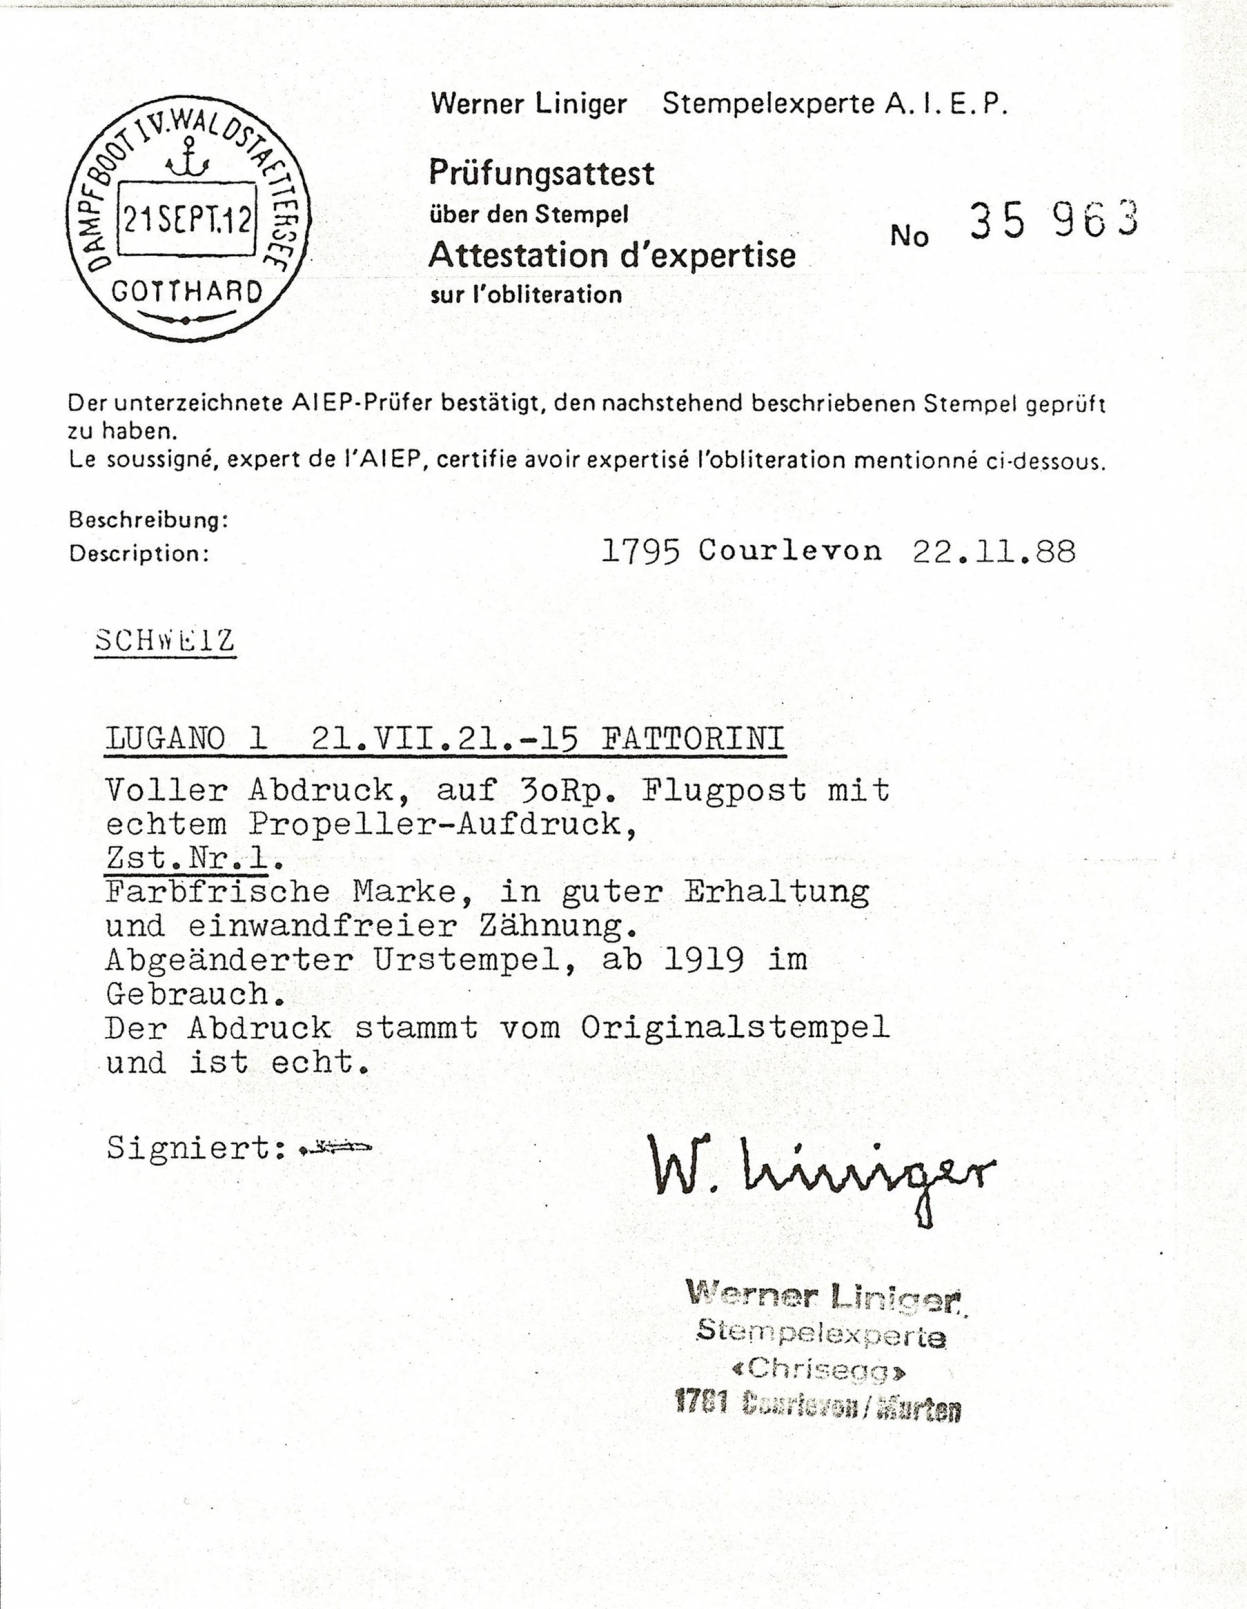 DAMPFBOOT IV. WALDSTAETTERSEE
21 SEPT. 12
GOTTHARD
Werner Liniger Stempelexperte A. I. E. P.
Prüfungsattest
über den Stempel
Attestation d'expertise
sur l'obliteration
No 35 963
Der unterzeichnete AIEP-Prüfer bestätigt, den nachstehend beschriebenen Stempel geprüft
zu haben.
Le soussigné, expert de l'AIEP, certifie avoir expertisé l'obliteration mentionné ci-dessous.
Beschreibung:
Description:
1795 Courlevon 22.11.88
SCHWEIZ
LUGANO 1 21.VII.21.-15 FATTORINI
Voller Abdruck, auf 3oRp. Flugpost mit
echtem Propeller-Aufdruck,
Zst.Nr.1.
Farbfrische Marke, in guter Erhaltung
und einwandfreier Zähnung.
Abgeänderter Urstempel, ab 1919 im
Gebrauch.
Der Abdruck stammt vom Originalstempel
und ist echt.
Signiert:
W. Liniger
Werner Liniger
Stempelexperte
«Chrisegg»
1781 Courlevon/Murten